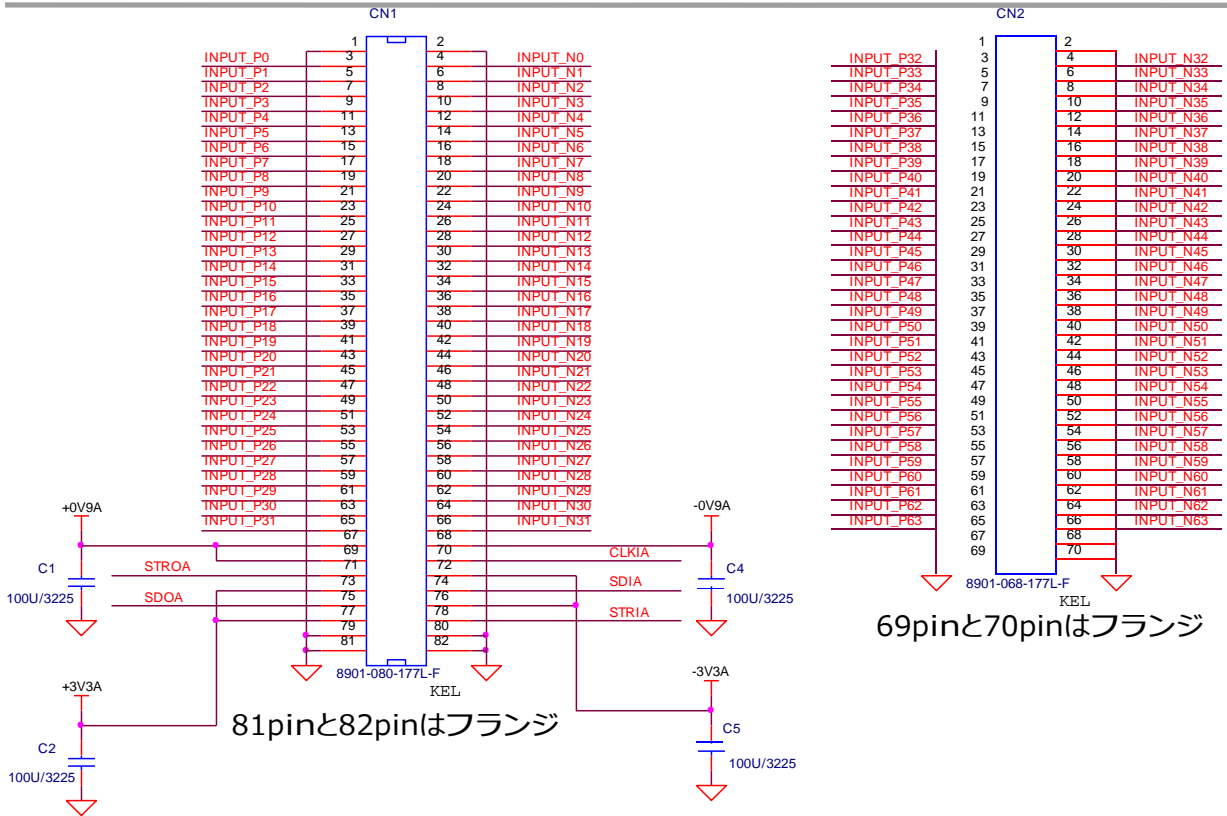 CN1
1 2
INPUT_P0 3 4 INPUT_N0
INPUT_P1 5 6 INPUT_N1
INPUT_P2 7 8 INPUT_N2
INPUT_P3 9 10 INPUT_N3
INPUT_P4 11 12 INPUT_N4
INPUT_P5 13 14 INPUT_N5
INPUT_P6 15 16 INPUT_N6
INPUT_P7 17 18 INPUT_N7
INPUT_P8 19 20 INPUT_N8
INPUT_P9 21 22 INPUT_N9
INPUT_P10 23 24 INPUT_N10
INPUT_P11 25 26 INPUT_N11
INPUT_P12 27 28 INPUT_N12
INPUT_P13 29 30 INPUT_N13
INPUT_P14 31 32 INPUT_N14
INPUT_P15 33 34 INPUT_N15
INPUT_P16 35 36 INPUT_N16
INPUT_P17 37 38 INPUT_N17
INPUT_P18 39 40 INPUT_N18
INPUT_P19 41 42 INPUT_N19
INPUT_P20 43 44 INPUT_N20
INPUT_P21 45 46 INPUT_N21
INPUT_P22 47 48 INPUT_N22
INPUT_P23 49 50 INPUT_N23
INPUT_P24 51 52 INPUT_N24
INPUT_P25 53 54 INPUT_N25
INPUT_P26 55 56 INPUT_N26
INPUT_P27 57 58 INPUT_N27
INPUT_P28 59 60 INPUT_N28
INPUT_P29 61 62 INPUT_N29
INPUT_P30 63 64 INPUT_N30
INPUT_P31 65 66 INPUT_N31
67 68
69 70
71 72 CLKIA
STROA 73 74 SDIA
SDOA 75 76
77 78 STRIA
79 80
81 82
8901-080-177L-F
KEL
81pinと82pinはフランジ
+0V9A
C1
100U/3225
+3V3A
C2
100U/3225
-0V9A
C4
100U/3225
-3V3A
C5
100U/3225
CN2
1 2
INPUT_P32 3 4 INPUT_N32
INPUT_P33 5 6 INPUT_N33
INPUT_P34 7 8 INPUT_N34
INPUT_P35 9 10 INPUT_N35
INPUT_P36 11 12 INPUT_N36
INPUT_P37 13 14 INPUT_N37
INPUT_P38 15 16 INPUT_N38
INPUT_P39 17 18 INPUT_N39
INPUT_P40 19 20 INPUT_N40
INPUT_P41 21 22 INPUT_N41
INPUT_P42 23 24 INPUT_N42
INPUT_P43 25 26 INPUT_N43
INPUT_P44 27 28 INPUT_N44
INPUT_P45 29 30 INPUT_N45
INPUT_P46 31 32 INPUT_N46
INPUT_P47 33 34 INPUT_N47
INPUT_P48 35 36 INPUT_N48
INPUT_P49 37 38 INPUT_N49
INPUT_P50 39 40 INPUT_N50
INPUT_P51 41 42 INPUT_N51
INPUT_P52 43 44 INPUT_N52
INPUT_P53 45 46 INPUT_N53
INPUT_P54 47 48 INPUT_N54
INPUT_P55 49 50 INPUT_N55
INPUT_P56 51 52 INPUT_N56
INPUT_P57 53 54 INPUT_N57
INPUT_P58 55 56 INPUT_N58
INPUT_P59 57 58 INPUT_N59
INPUT_P60 59 60 INPUT_N60
INPUT_P61 61 62 INPUT_N61
INPUT_P62 63 64 INPUT_N62
INPUT_P63 65 66 INPUT_N63
67 68
69 70
8901-068-177L-F
KEL
69pinと70pinはフランジ